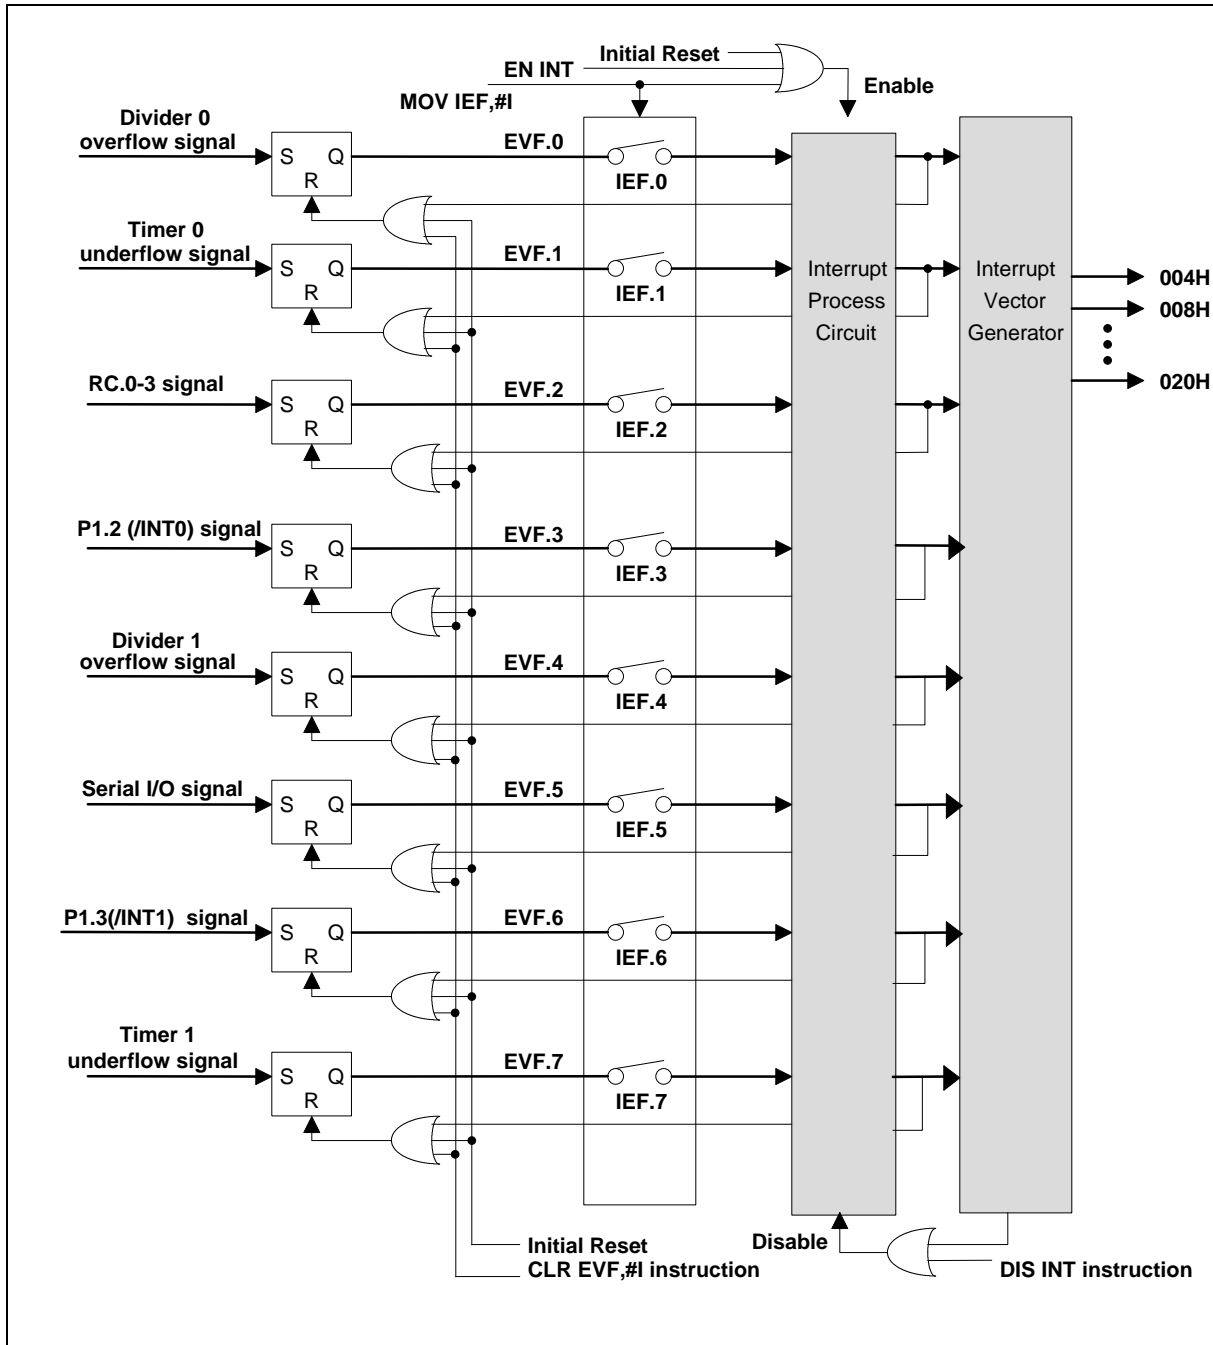 Initial Reset
EN INT
MOV IEF,#I
Enable
Divider 0
overflow signal
S Q
R
EVF.0
IEF.0
Timer 0
underflow signal
S Q
R
EVF.1
IEF.1
Interrupt
Process
Circuit
Interrupt
Vector
Generator
004H
008H
020H
RC.0-3 signal
S Q
R
EVF.2
IEF.2
P1.2 (/INT0) signal
S Q
R
EVF.3
IEF.3
Divider 1
overflow signal
S Q
R
EVF.4
IEF.4
Serial I/O signal
S Q
R
EVF.5
IEF.5
P1.3(/INT1) signal
S Q
R
EVF.6
IEF.6
Timer 1
underflow signal
S Q
R
EVF.7
IEF.7
Initial Reset
CLR EVF,#I instruction
Disable
DIS INT instruction